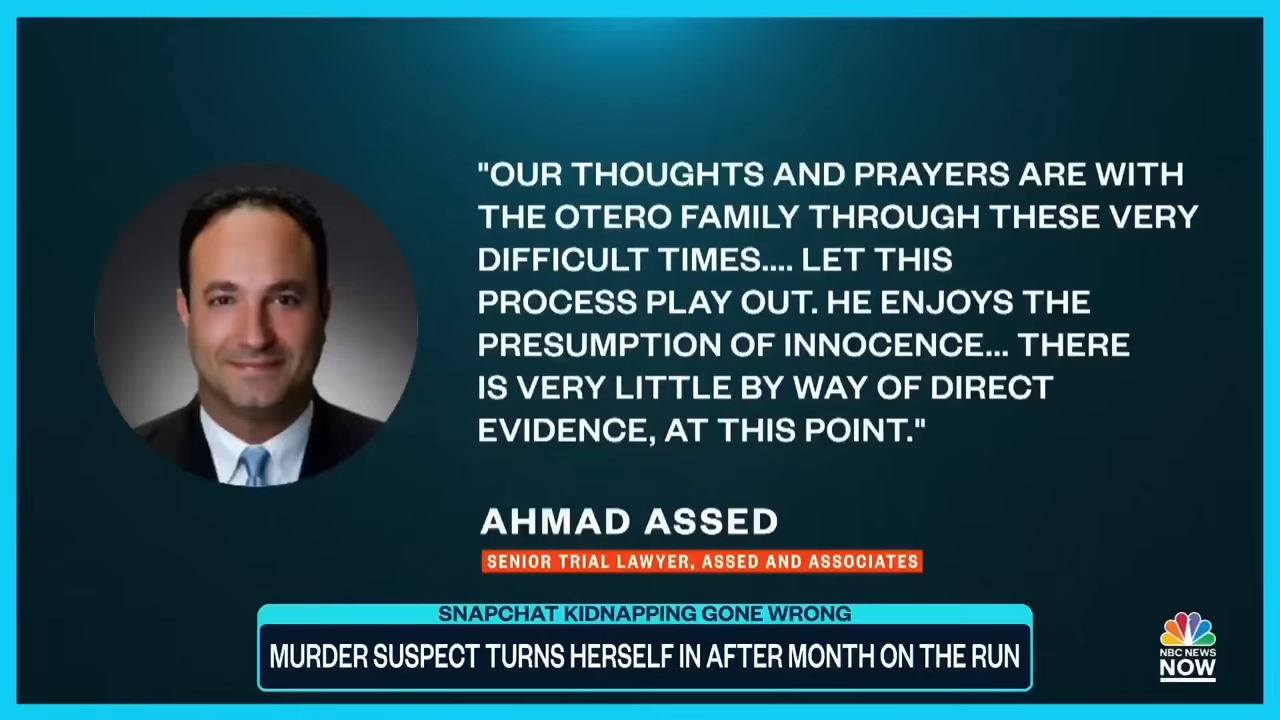 "OUR THOUGHTS AND PRAYERS ARE WITH
THE OTERO FAMILY THROUGH THESE VERY
DIFFICULT TIMES.... LET THIS
PROCESS PLAY OUT. HE ENJOYS THE
PRESUMPTION OF INNOCENCE... THERE
IS VERY LITTLE BY WAY OF DIRECT
EVIDENCE, AT THIS POINT."
AHMAD ASSED
SENIOR TRIAL LAWYER, ASSED AND ASSOCIATES
SNAPCHAT KIDNAPPING GONE WRONG
MURDER SUSPECT TURNS HERSELF IN AFTER MONTH ON THE RUN
NBC NEWS
NOW